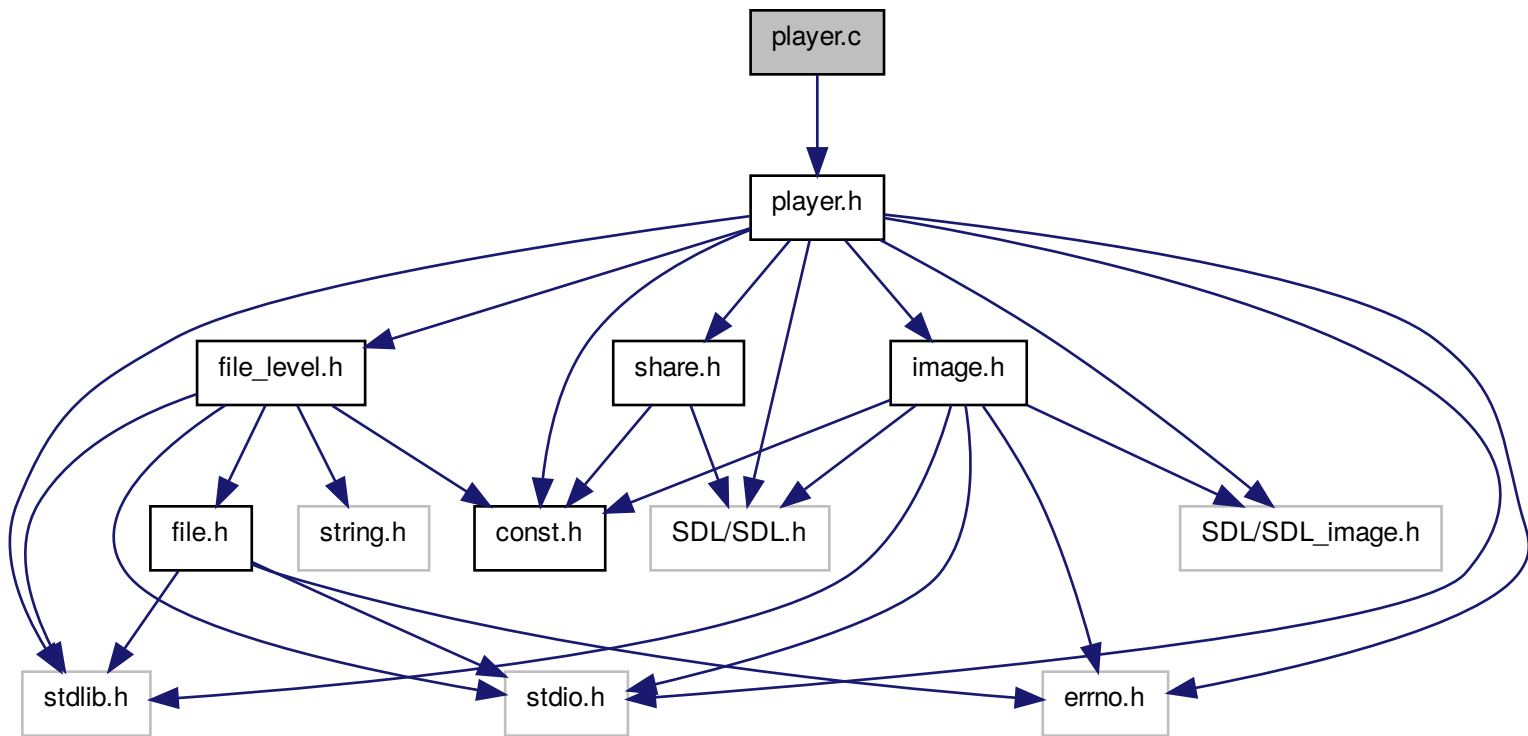 player.c
player.h
file_level.h
share.h
image.h
file.h
string.h
const.h
SDL/SDL.h
SDL/SDL_image.h
stdlib.h
stdio.h
errno.h